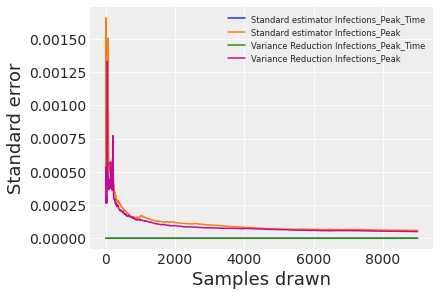 Standard estimator Infections_Peak_Time
Standard estimator Infections_Peak
Variance Reduction Infections_Peak_Time
Variance Reduction Infections_Peak
0.00150
0.00125
0.00100
0.00075
0.00050
0.00025
0.00000
Standard error
0 2000 4000 6000 8000
Samples drawn